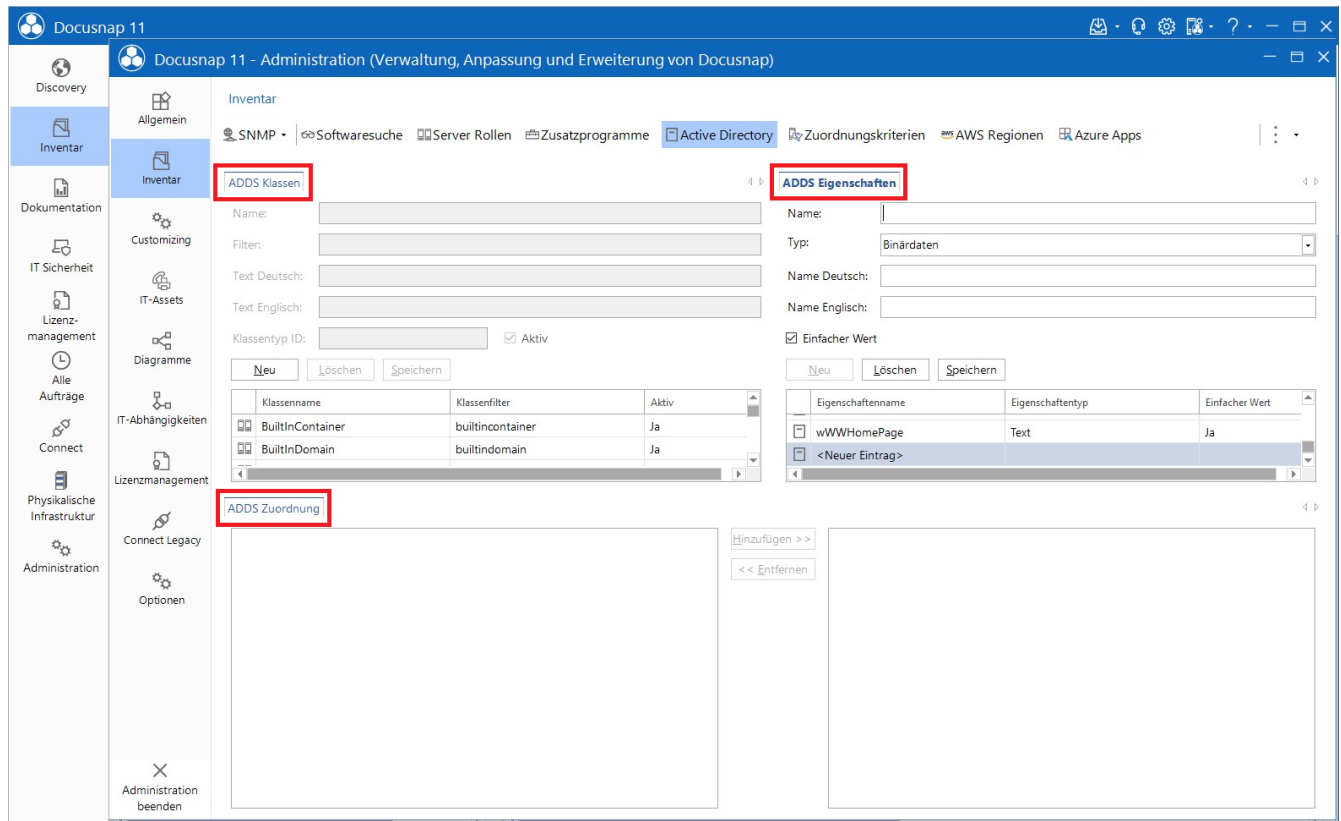 Docusnap 11
Docusnap 11 - Administration (Verwaltung, Anpassung und Erweiterung von Docusnap)
Discovery
Inventar
Dokumentation
IT Sicherheit
Lizenz-
management
Alle
Aufträge
Connect
Physikalische
Infrastruktur
Administration
Allgemein
Inventar
Customizing
IT-Assets
Diagramme
IT-Abhängigkeiten
Lizenzmanagement
Connect Legacy
Optionen
Administration
beenden
Inventar
SNMP Softwaresuche Server Rollen Zusatzprogramme Active Directory Zuordnungskriterien aws AWS Regionen Azure Apps
ADDS Klassen
Name:
Filter:
Text Deutsch:
Text Englisch:
Klassentyp ID: Aktiv
Neu Löschen Speichern
Klassenname Klassenfilter Aktiv
BuiltInContainer builtincontainer Ja
BuiltInDomain builtindomain Ja
ADDS Eigenschaften
Name:
Typ: Binärdaten
Name Deutsch:
Name Englisch:
Einfacher Wert
Neu Löschen Speichern
Eigenschaftenname Eigenschaftentyp Einfacher Wert
wWWHomePage Text Ja
<Neuer Eintrag>
ADDS Zuordnung
Hinzufügen >>
<< Entfernen